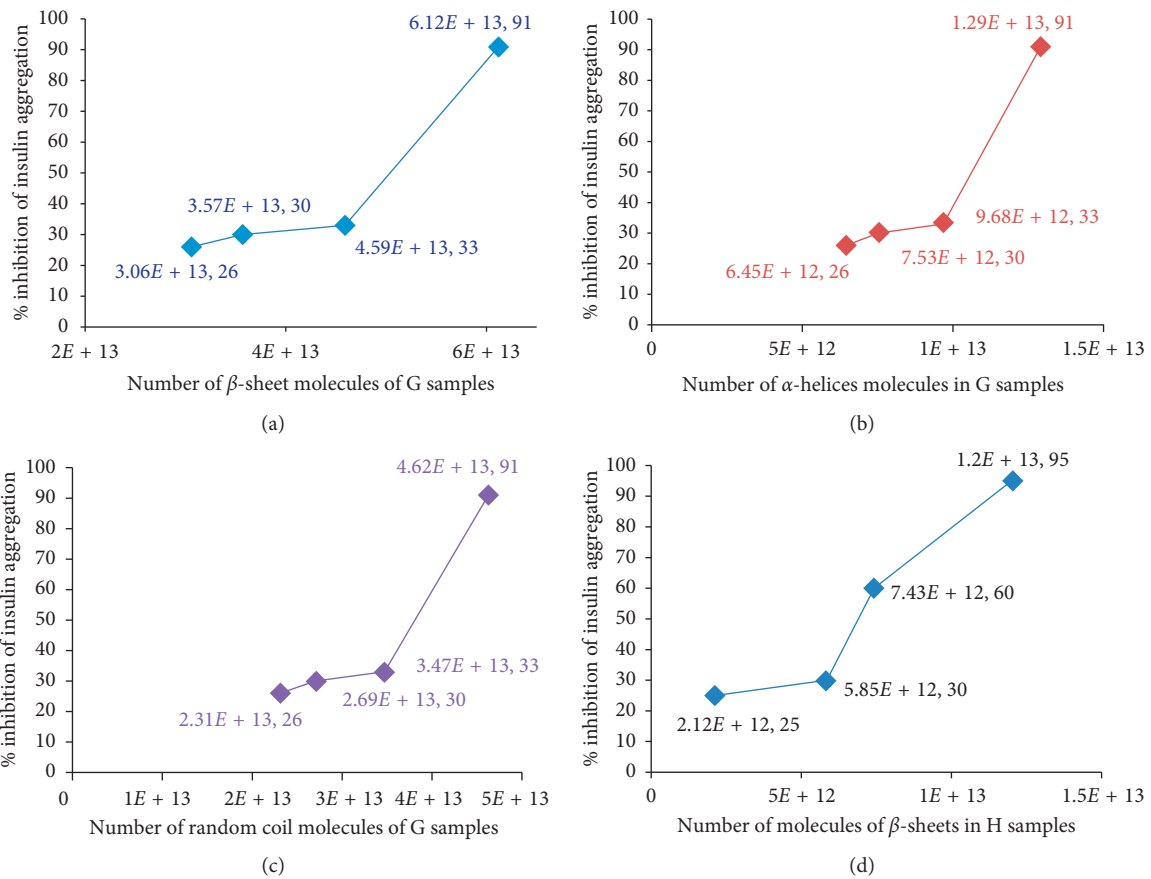 100
90
80
70
60
50
40
30
20
10
0
% inhibition of insulin aggregation
6.12E + 13, 91
3.57E + 13, 30
4.59E + 13, 33
3.06E + 13, 26
2E + 13
4E + 13
6E + 13
Number of β-sheet molecules of G samples
(a)
100
90
80
70
60
50
40
30
20
10
0
% inhibition of insulin aggregation
1.29E + 13, 91
9.68E + 12, 33
7.53E + 12, 30
6.45E + 12, 26
0
5E + 12
1E + 13
1.5E + 13
Number of α-helices molecules in G samples
(b)
100
90
80
70
60
50
40
30
20
10
0
% inhibition of insulin aggregation
4.62E + 13, 91
3.47E + 13, 33
2.69E + 13, 30
2.31E + 13, 26
0
1E + 13
2E + 13
3E + 13
4E + 13
5E + 13
Number of random coil molecules of G samples
(c)
100
90
80
70
60
50
40
30
20
10
0
% inhibition of insulin aggregation
1.2E + 13, 95
7.43E + 12, 60
5.85E + 12, 30
2.12E + 12, 25
0
5E + 12
1E + 13
1.5E + 13
Number of molecules of β-sheets in H samples
(d)